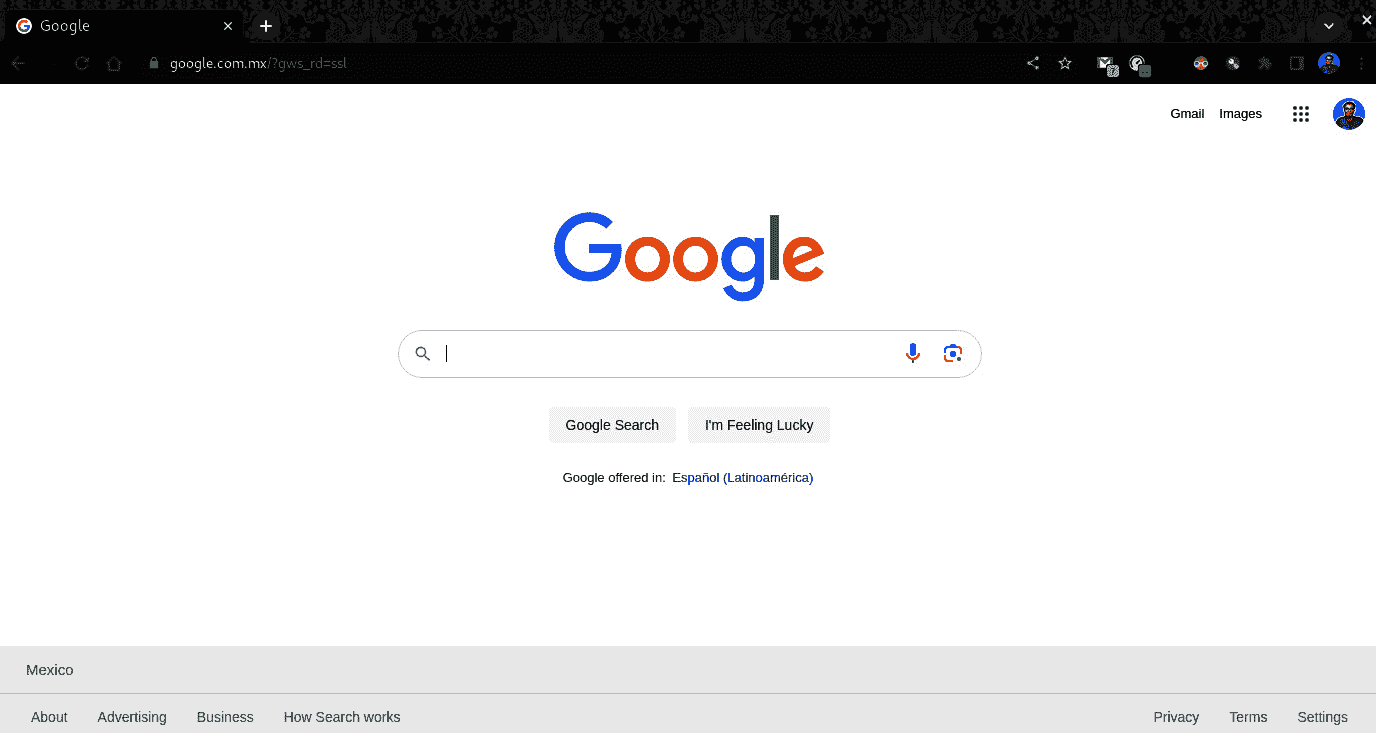 Google
google.com.mx/?gws_rd=ssl
Gmail Images
Google
Google Search I'm Feeling Lucky
Google offered in: Español (Latinoamérica)
Mexico
About Advertising Business How Search works Privacy Terms Settings